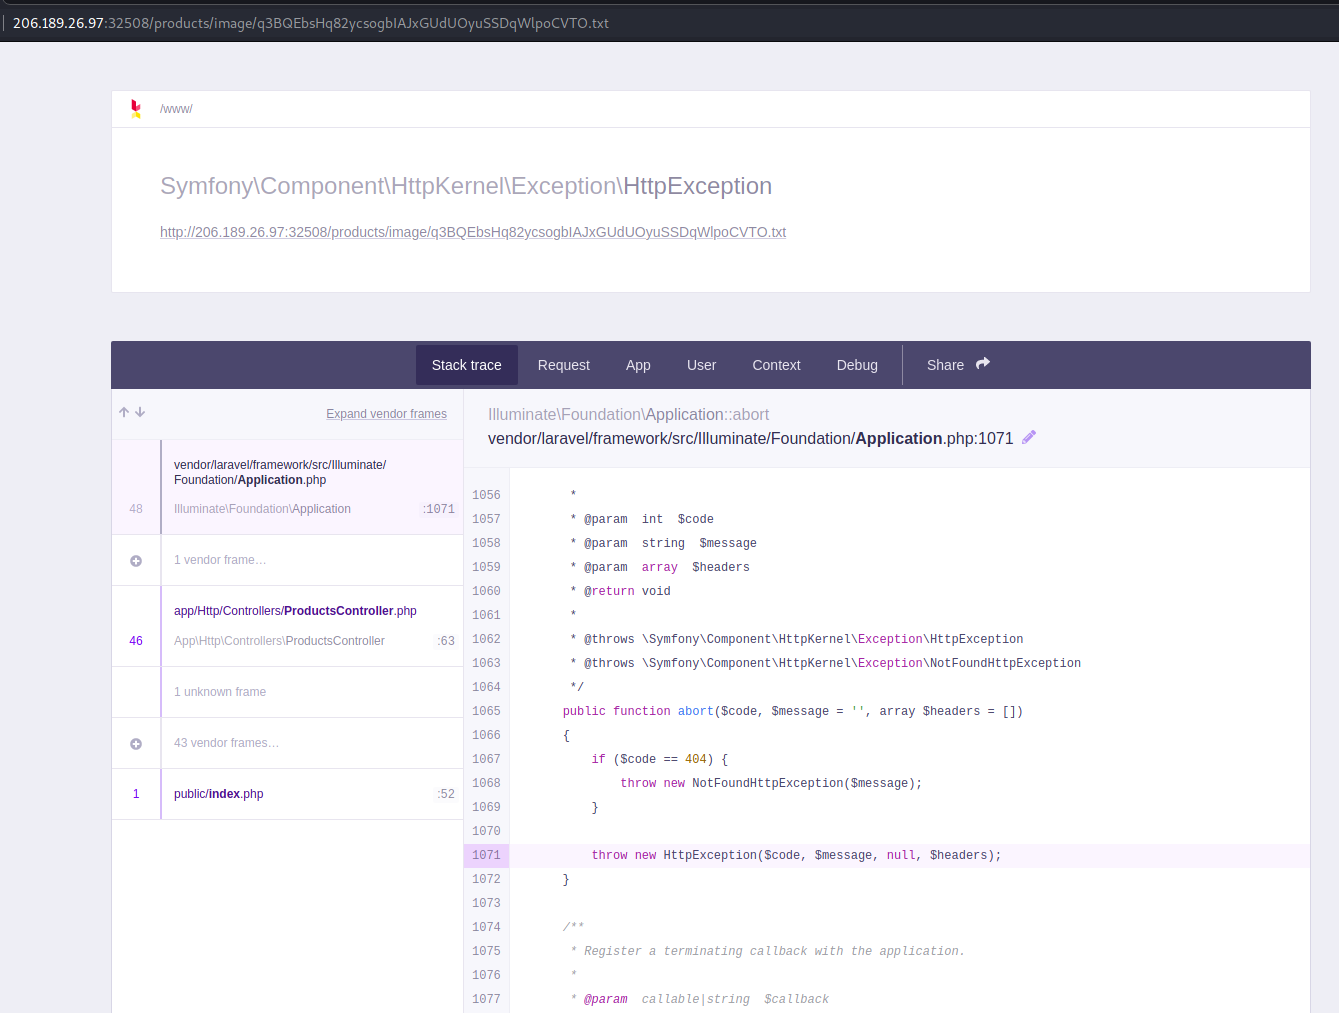 206.189.26.97:32508/products/image/q3BQEbsHq82ycsogbIAJxGUdUOyuSSDqWlpoCVTO.txt
/www/
Symfony\Component\HttpKernel\Exception\HttpException
http://206.189.26.97:32508/products/image/q3BQEbsHq82ycsogbIAJxGUdUOyuSSDqWlpoCVTO.txt
Stack trace Request App User Context Debug Share
Expand vendor frames
vendor/laravel/framework/src/Illuminate/
Foundation/Application.php
48 Illuminate\Foundation\Application :1071
1 vendor frame…
app/Http/Controllers/ProductsController.php
46 App\Http\Controllers\ProductsController :63
1 unknown frame
43 vendor frames…
1 public/index.php :52
Illuminate\Foundation\Application::abort
vendor/laravel/framework/src/Illuminate/Foundation/Application.php:1071
1056 *
1057 * @param  int  $code
1058 * @param  string  $message
1059 * @param  array  $headers
1060 * @return void
1061 *
1062 * @throws \Symfony\Component\HttpKernel\Exception\HttpException
1063 * @throws \Symfony\Component\HttpKernel\Exception\NotFoundHttpException
1064 */
1065 public function abort($code, $message = '', array $headers = [])
1066 {
1067 if ($code == 404) {
1068 throw new NotFoundHttpException($message);
1069 }
1070
1071 throw new HttpException($code, $message, null, $headers);
1072 }
1073
1074 /**
1075 * Register a terminating callback with the application.
1076 *
1077 * @param  callable|string  $callback